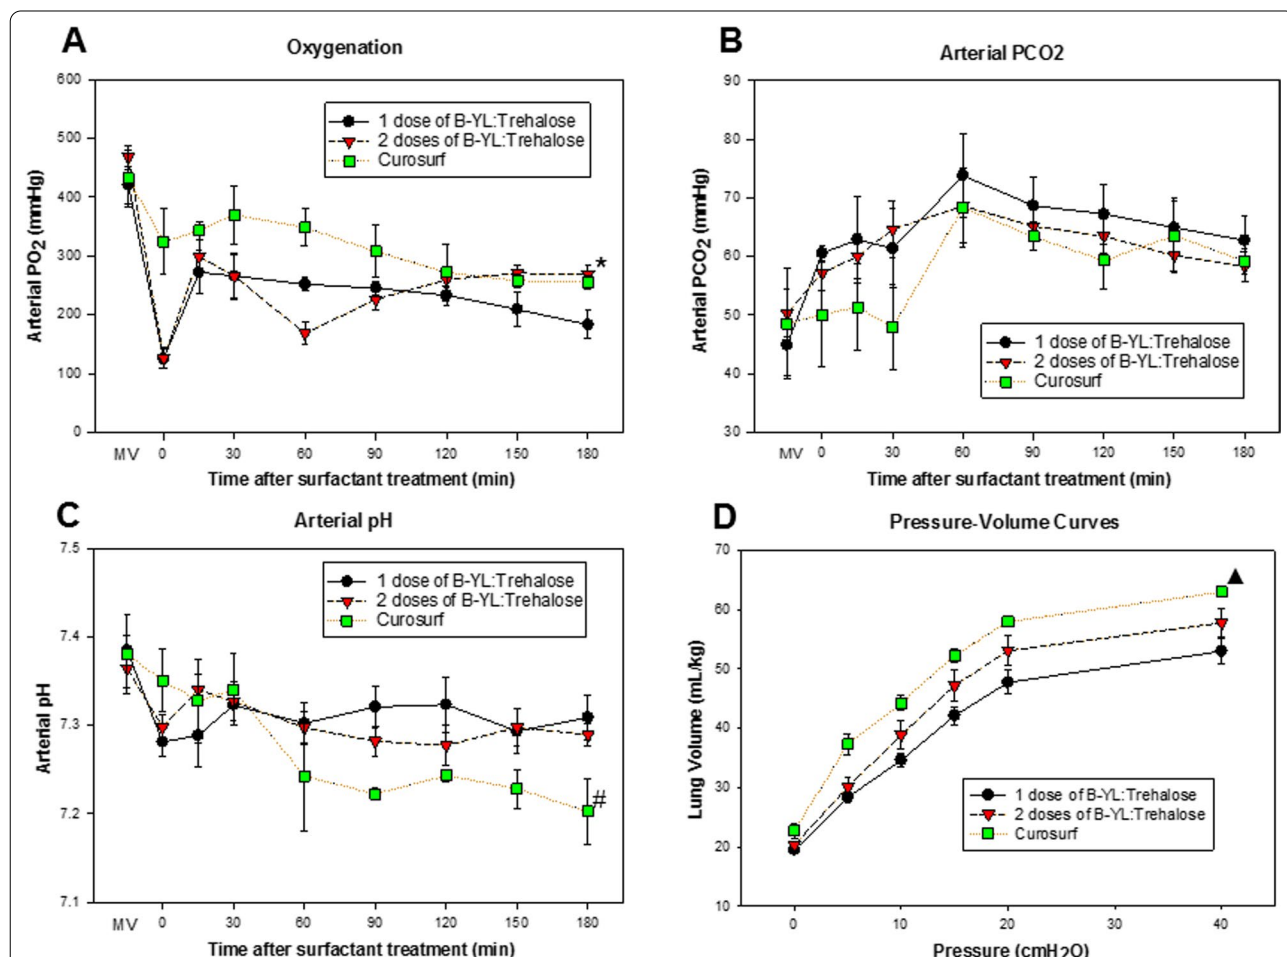 A
Oxygenation
600
500
400
300
200
100
0
Arterial PO2 (mmHg)
1 dose of B-YL:Trehalose
2 doses of B-YL:Trehalose
Curosurf
*
MV 0 30 60 90 120 150 180
Time after surfactant treatment (min)
B
Arterial PCO2
90
80
70
60
50
40
30
Arterial PCO2 (mmHg)
1 dose of B-YL:Trehalose
2 doses of B-YL:Trehalose
Curosurf
MV 0 30 60 90 120 150 180
Time after surfactant treatment (min)
C
Arterial pH
7.5
7.4
7.3
7.2
7.1
Arterial pH
1 dose of B-YL:Trehalose
2 doses of B-YL:Trehalose
Curosurf
#
MV 0 30 60 90 120 150 180
Time after surfactant treatment (min)
D
Pressure-Volume Curves
70
60
50
40
30
20
10
Lung Volume (mL/kg)
1 dose of B-YL:Trehalose
2 doses of B-YL:Trehalose
Curosurf
0 10 20 30 40
Pressure (cmH2O)